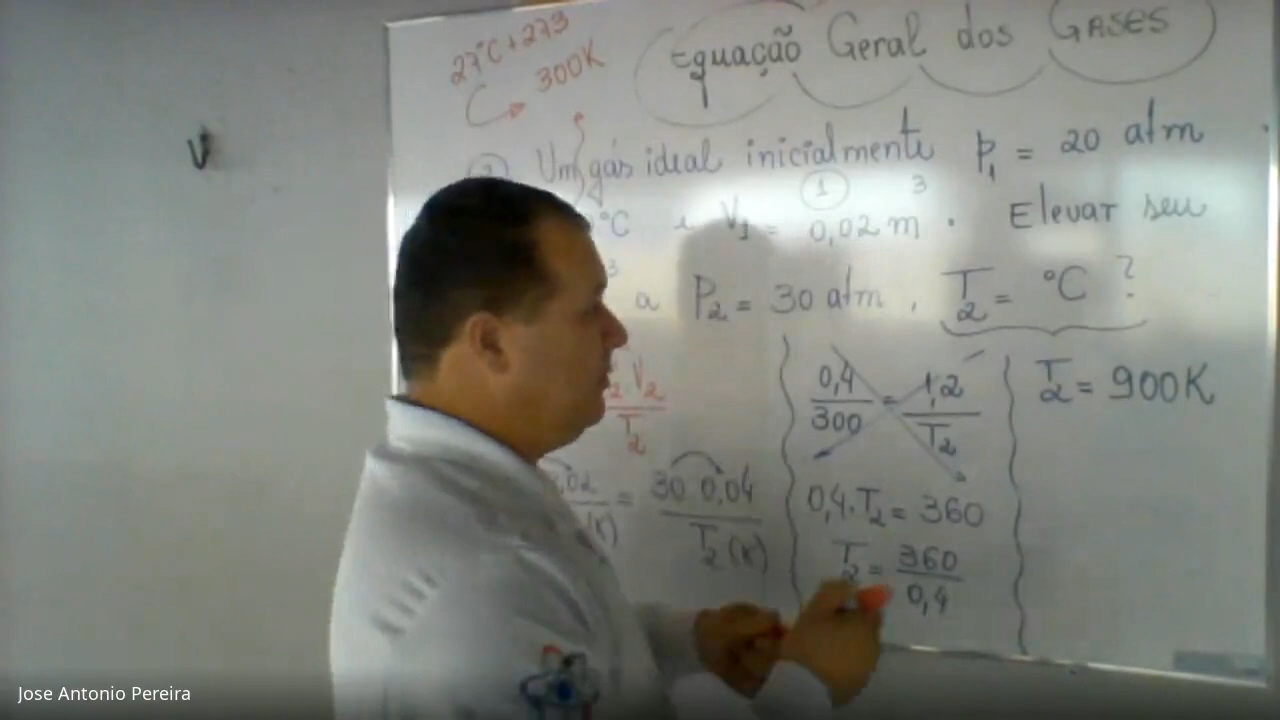 27°C + 273
300K
Equação Geral dos GASES
Um gás ideal inicialmente P1 = 20 atm
°C e V1 = 0,02 m³. Elevar seu
1
3
a P2 = 30 atm, T2 = °C ?
0,4/300 = 1,2/T2
T2 = 900K
2 V2/T2
,02/(K) = 30 0,04/T2(K)
0,4.T2 = 360
T2 = 360/0,4
V
Jose Antonio Pereira